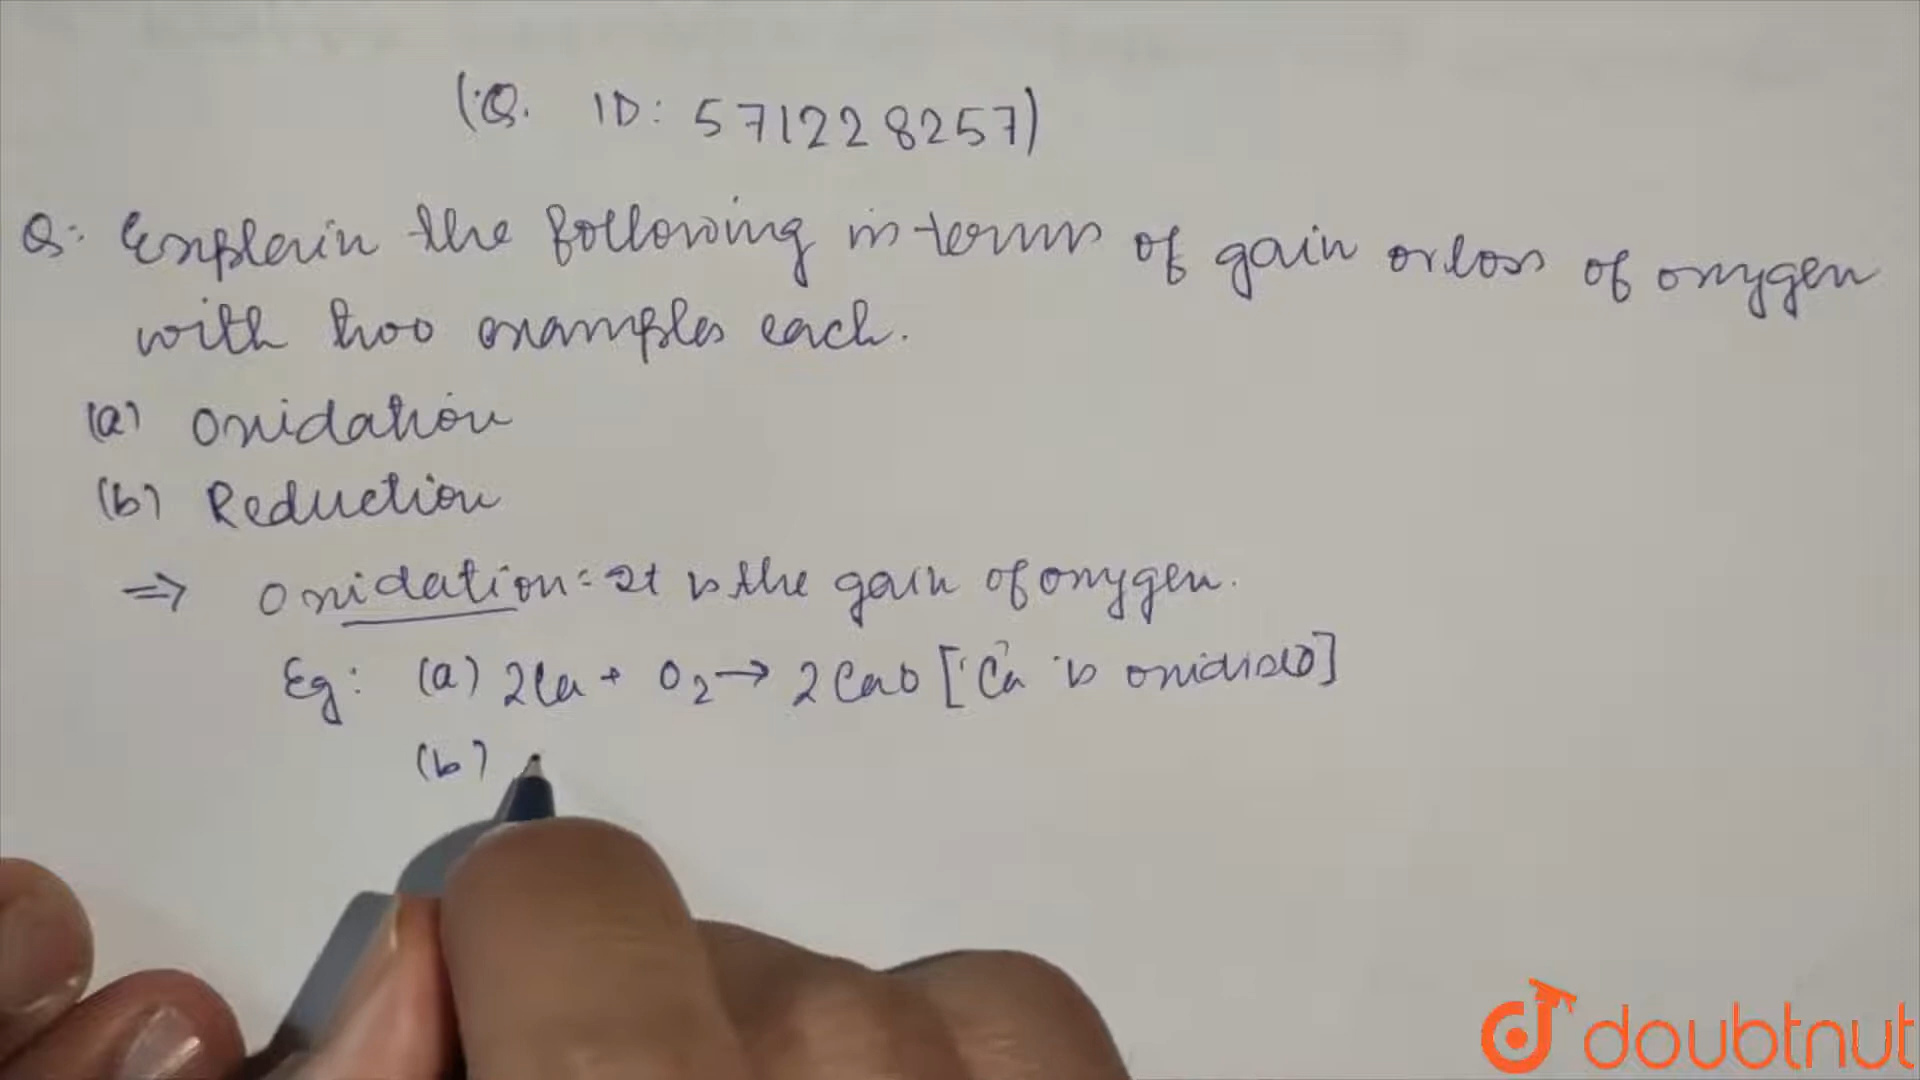 (Q. ID: 571228257)
Q: Explain the following in terms of gain or loss of oxygen
with two examples each.
(a) Oxidation
(b) Reduction
⇒ Oxidation:- It is the gain of oxygen.
Eg: (a) 2Ca + O₂ → 2CaO [Ca is oxidised]
(b)
doubtnut